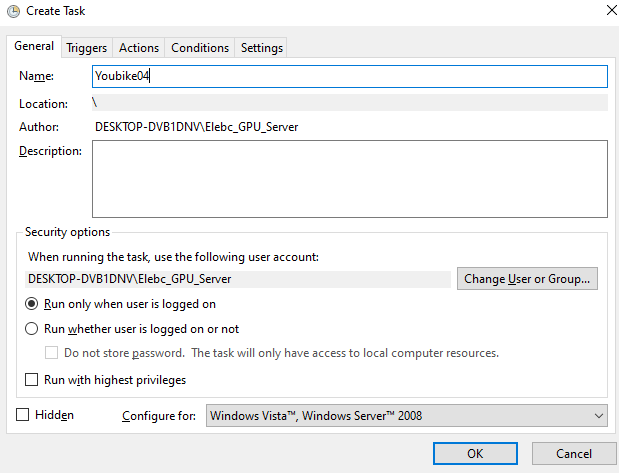 Create Task
General Triggers Actions Conditions Settings
Name: Youbike04
Location: \
Author: DESKTOP-DVB1DNV\Elebc_GPU_Server
Description:
Security options
When running the task, use the following user account:
DESKTOP-DVB1DNV\Elebc_GPU_Server Change User or Group...
Run only when user is logged on
Run whether user is logged on or not
Do not store password. The task will only have access to local computer resources.
Run with highest privileges
Hidden Configure for: Windows Vista™, Windows Server™ 2008
OK Cancel